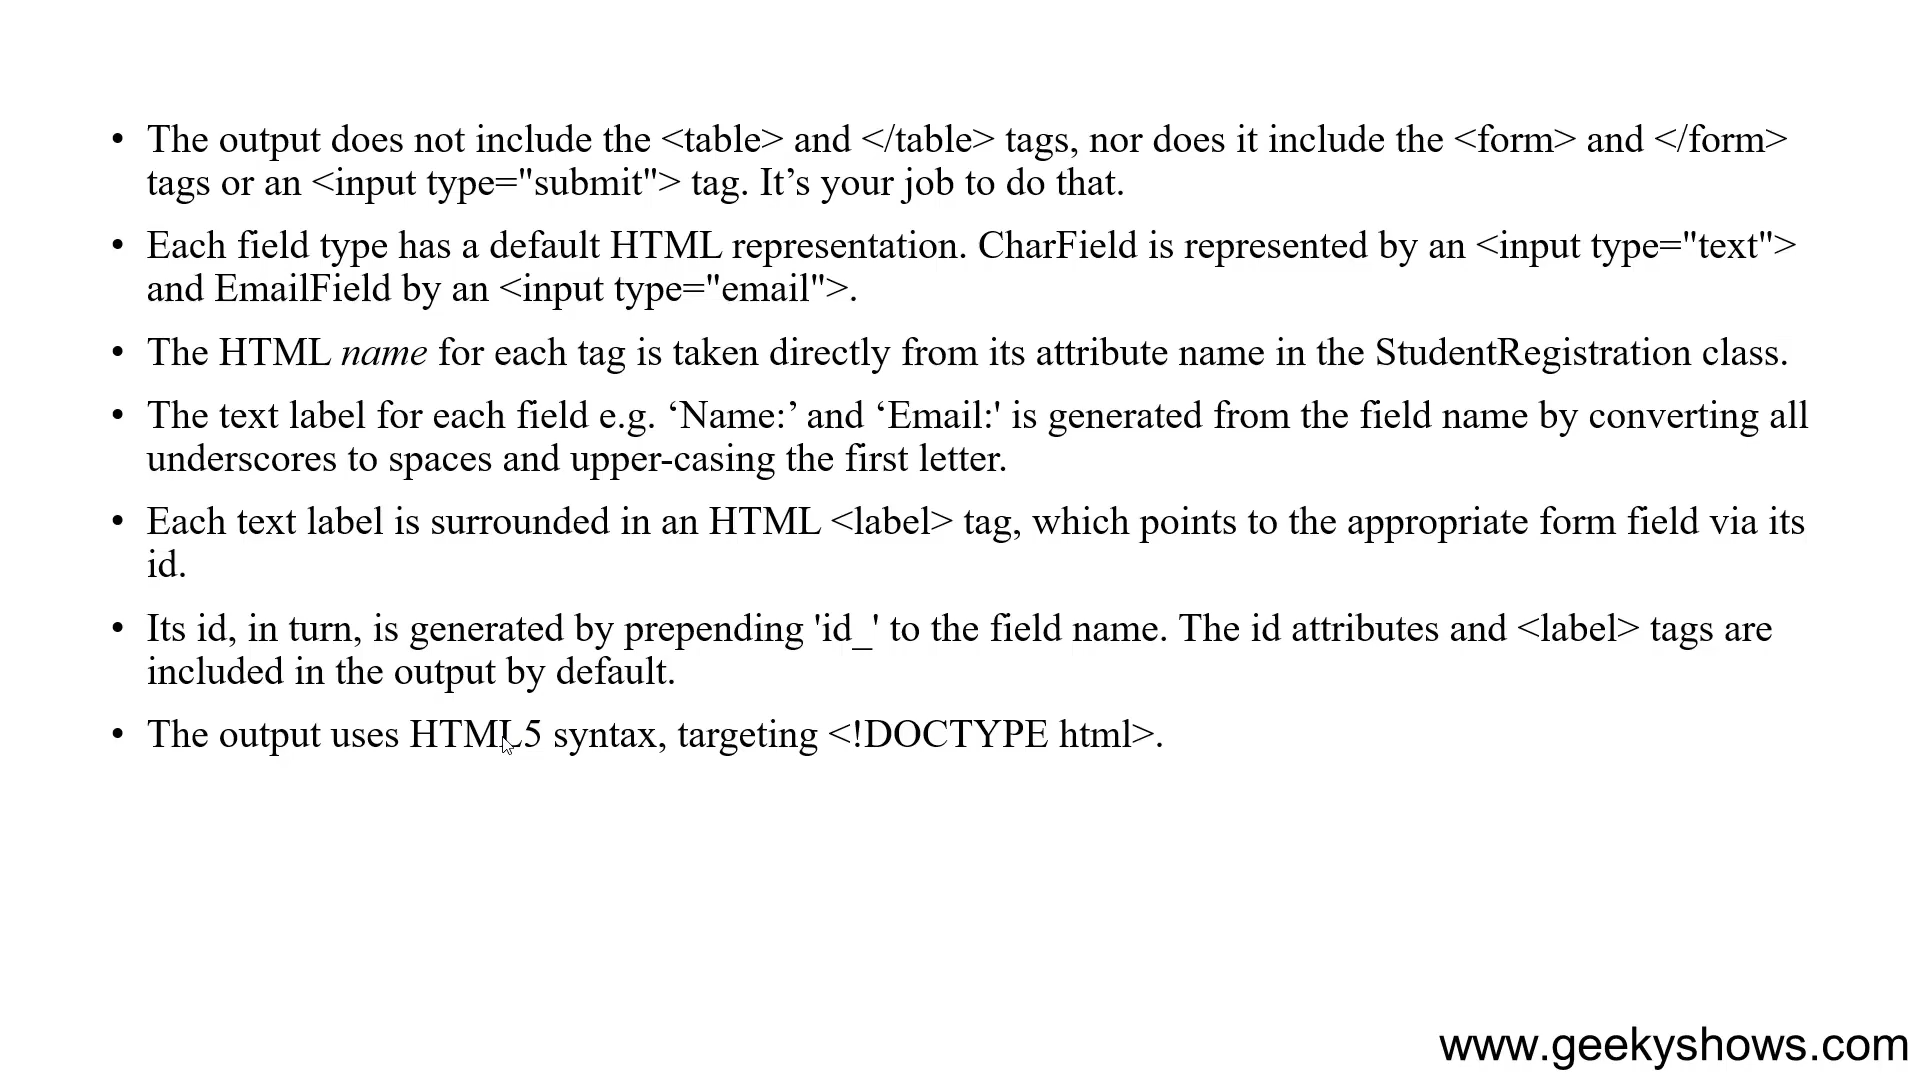 • The output does not include the <table> and </table> tags, nor does it include the <form> and </form>
tags or an <input type="submit"> tag. It’s your job to do that.
• Each field type has a default HTML representation. CharField is represented by an <input type="text">
and EmailField by an <input type="email">.
• The HTML name for each tag is taken directly from its attribute name in the StudentRegistration class.
• The text label for each field e.g. ‘Name:’ and ‘Email:' is generated from the field name by converting all
underscores to spaces and upper-casing the first letter.
• Each text label is surrounded in an HTML <label> tag, which points to the appropriate form field via its
id.
• Its id, in turn, is generated by prepending 'id_' to the field name. The id attributes and <label> tags are
included in the output by default.
• The output uses HTML5 syntax, targeting <!DOCTYPE html>.
www.geekyshows.com